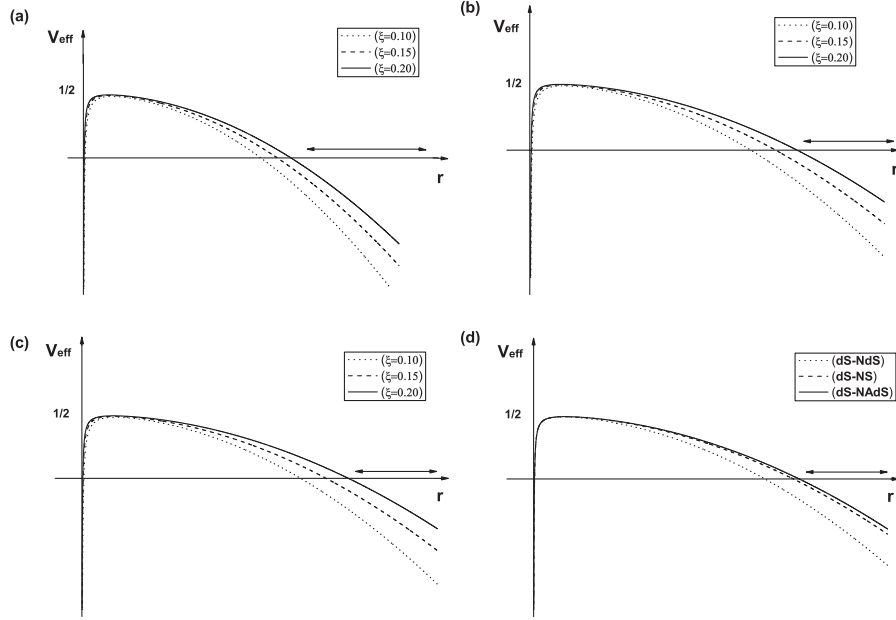 (a)
Veff
(ξ=0.10)
(ξ=0.15)
(ξ=0.20)
1/2
r
(b)
Veff
(ξ=0.10)
(ξ=0.15)
(ξ=0.20)
1/2
r
(c)
Veff
(ξ=0.10)
(ξ=0.15)
(ξ=0.20)
1/2
r
(d)
Veff
(dS-NdS)
(dS-NS)
(dS-NAdS)
1/2
r